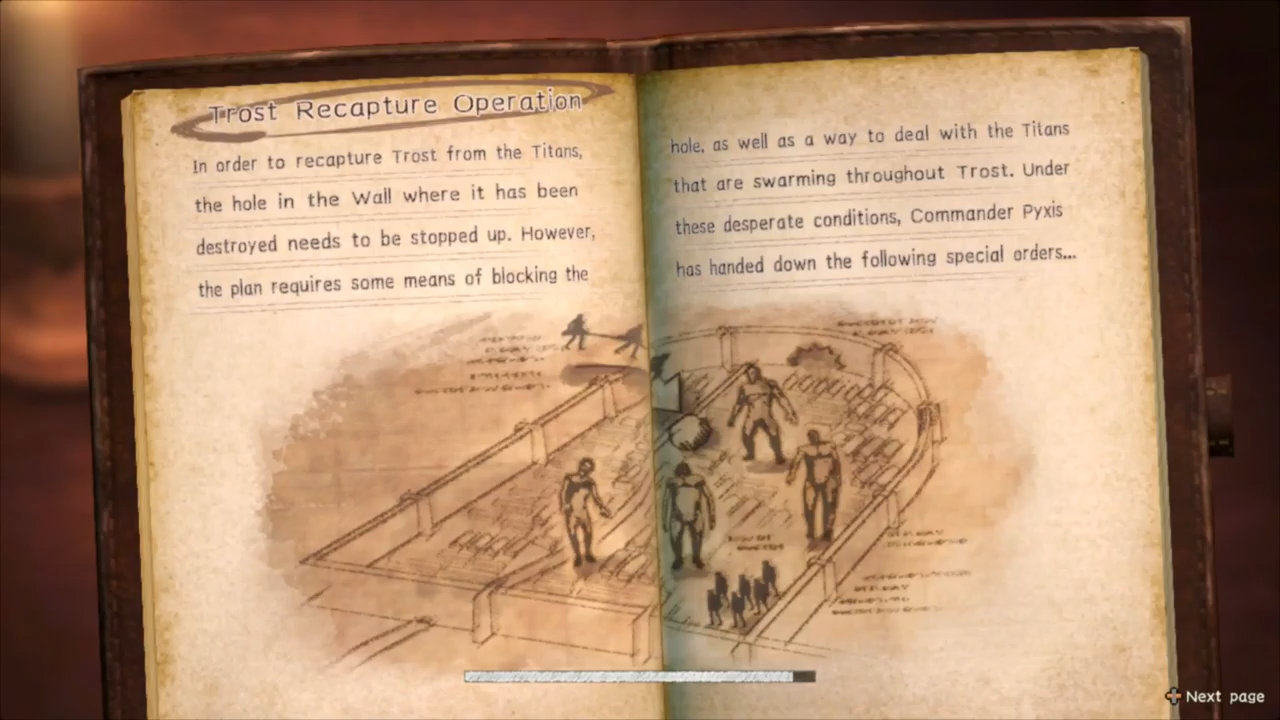 Trost Recapture Operation
In order to recapture Trost from the Titans,
the hole in the Wall where it has been
destroyed needs to be stopped up. However,
the plan requires some means of blocking the
hole, as well as a way to deal with the Titans
that are swarming throughout Trost. Under
these desperate conditions, Commander Pyxis
has handed down the following special orders...
Next page